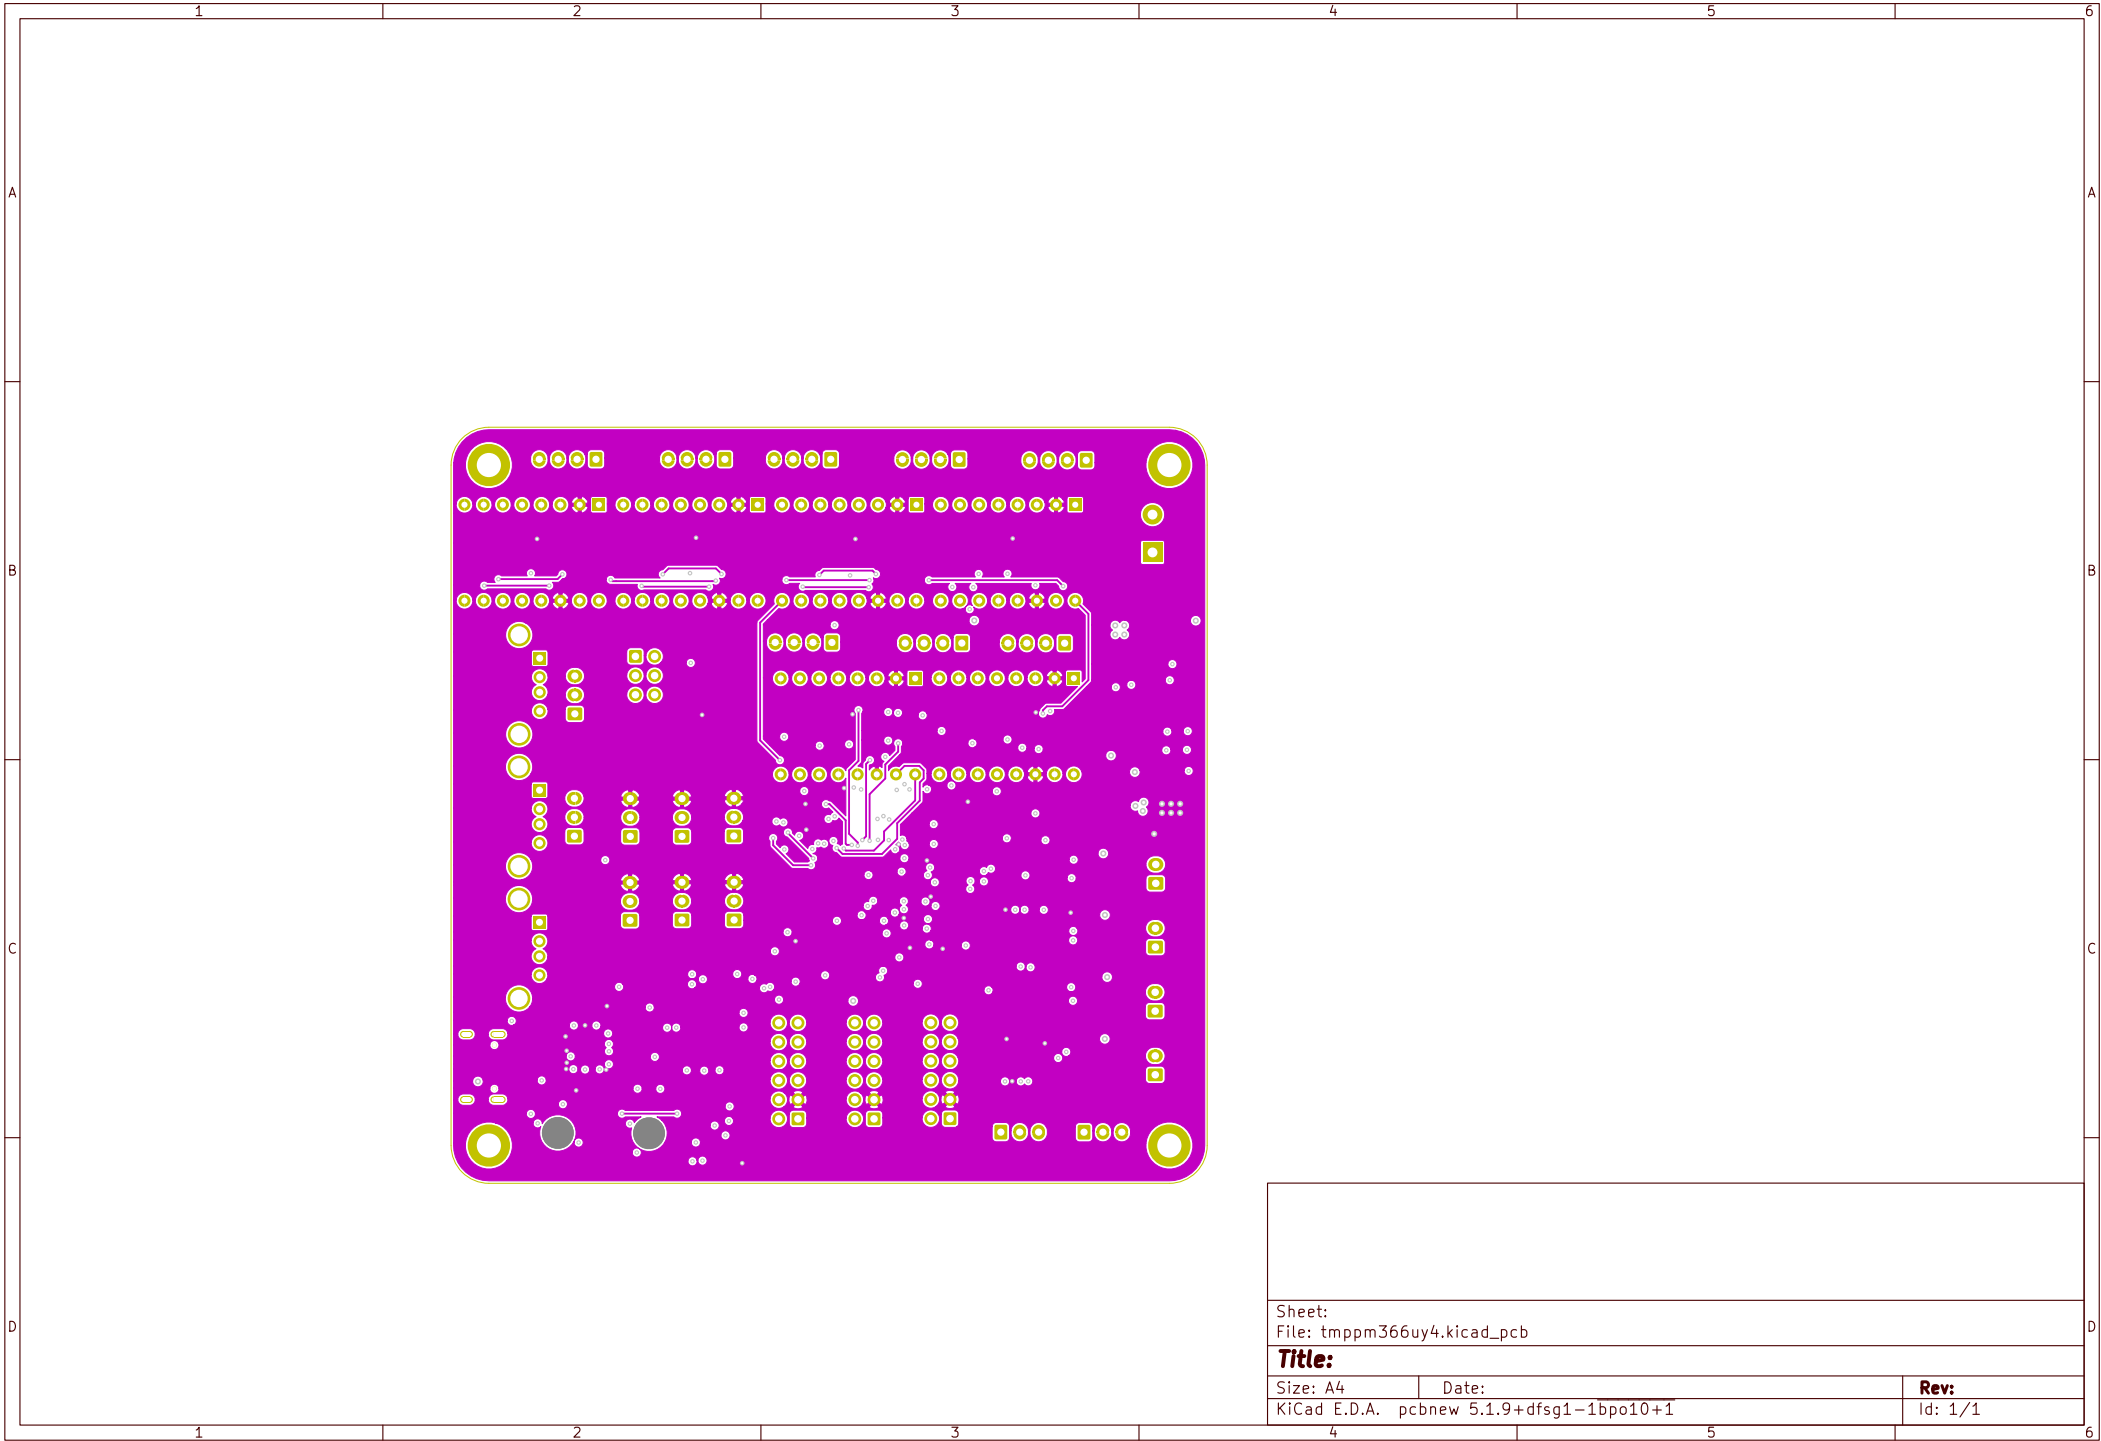 1 2 3 4 5 6
A A
B B
C C
D D
Sheet:
File: tmppm366uy4.kicad_pcb
Title:
Size: A4 Date: Rev:
KiCad E.D.A. pcbnew 5.1.9+dfsg1-1bpo10+1 Id: 1/1
1 2 3 4 5 6